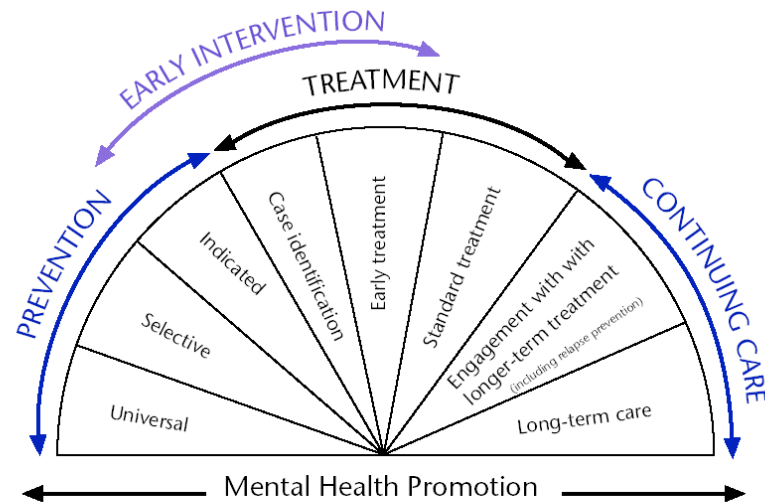 EARLY INTERVENTION
TREATMENT
PREVENTION
CONTINUING CARE
Universal
Selective
Indicated
Case identification
Early treatment
Standard treatment
Engagement with with
longer-term treatment
(including relapse prevention)
Long-term care
Mental Health Promotion